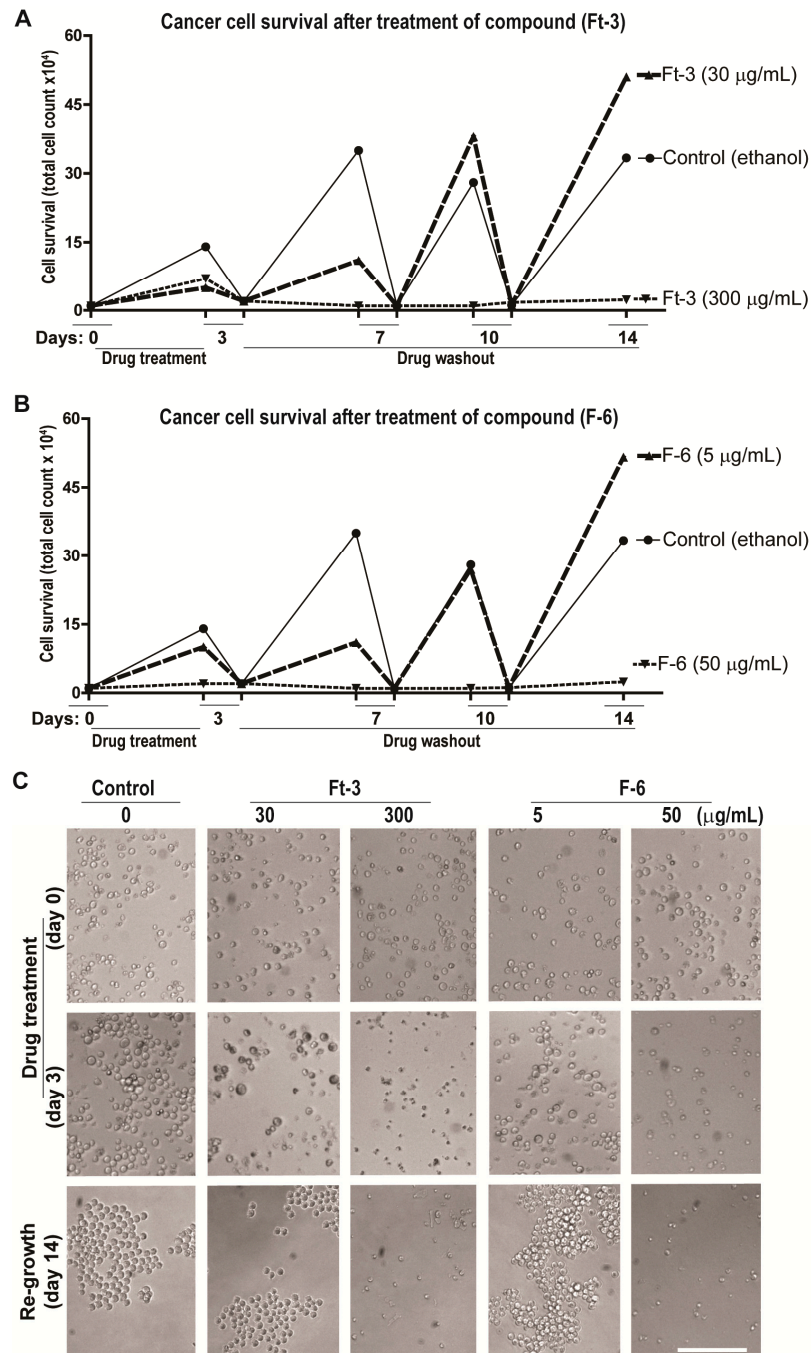 A
Cancer cell survival after treatment of compound (Ft-3)
Cell survival (total cell count x10⁴)
60
45
30
15
0
Ft-3 (30 μg/mL)
Control (ethanol)
Ft-3 (300 μg/mL)
Days: 0 3 7 10 14
Drug treatment Drug washout
B
Cancer cell survival after treatment of compound (F-6)
Cell survival (total cell count x 10⁴)
60
45
30
15
0
F-6 (5 μg/mL)
Control (ethanol)
F-6 (50 μg/mL)
Days: 0 3 7 10 14
Drug treatment Drug washout
C
Control Ft-3 F-6
0 30 300 5 50 (μg/mL)
Drug treatment
(day 0)
(day 3)
Re-growth
(day 14)